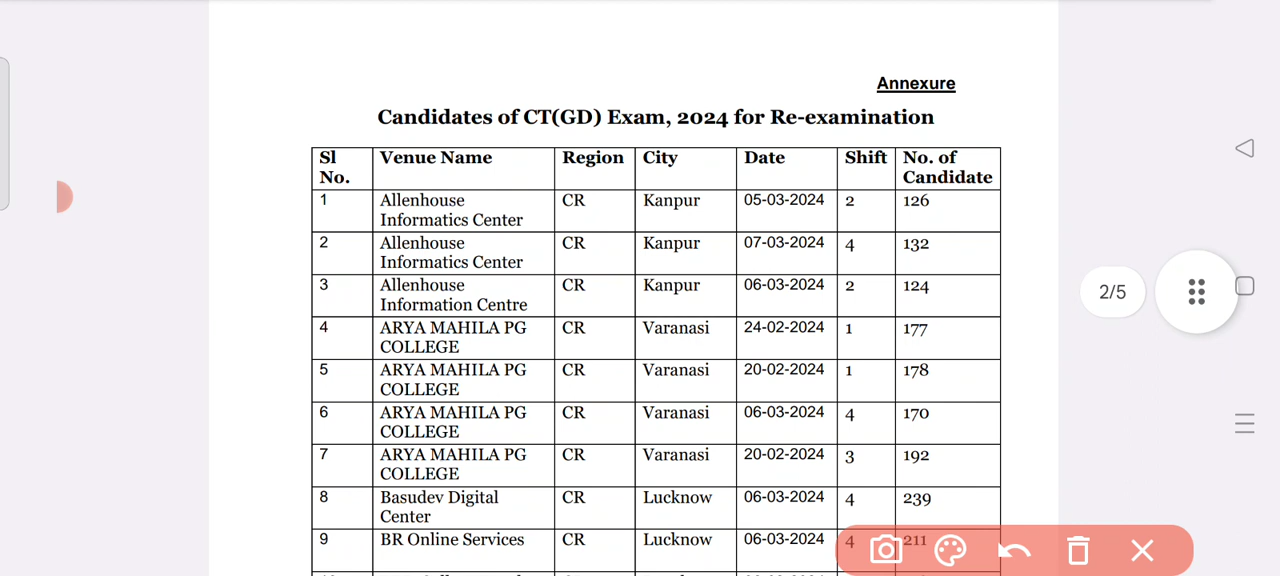 Annexure
Candidates of CT(GD) Exam, 2024 for Re-examination
Sl No. Venue Name Region City Date Shift No. of Candidate
1 Allenhouse Informatics Center CR Kanpur 05-03-2024 2 126
2 Allenhouse Informatics Center CR Kanpur 07-03-2024 4 132
3 Allenhouse Information Centre CR Kanpur 06-03-2024 2 124
4 ARYA MAHILA PG COLLEGE CR Varanasi 24-02-2024 1 177
5 ARYA MAHILA PG COLLEGE CR Varanasi 20-02-2024 1 178
6 ARYA MAHILA PG COLLEGE CR Varanasi 06-03-2024 4 170
7 ARYA MAHILA PG COLLEGE CR Varanasi 20-02-2024 3 192
8 Basudev Digital Center CR Lucknow 06-03-2024 4 239
9 BR Online Services CR Lucknow 06-03-2024 4 211
2/5